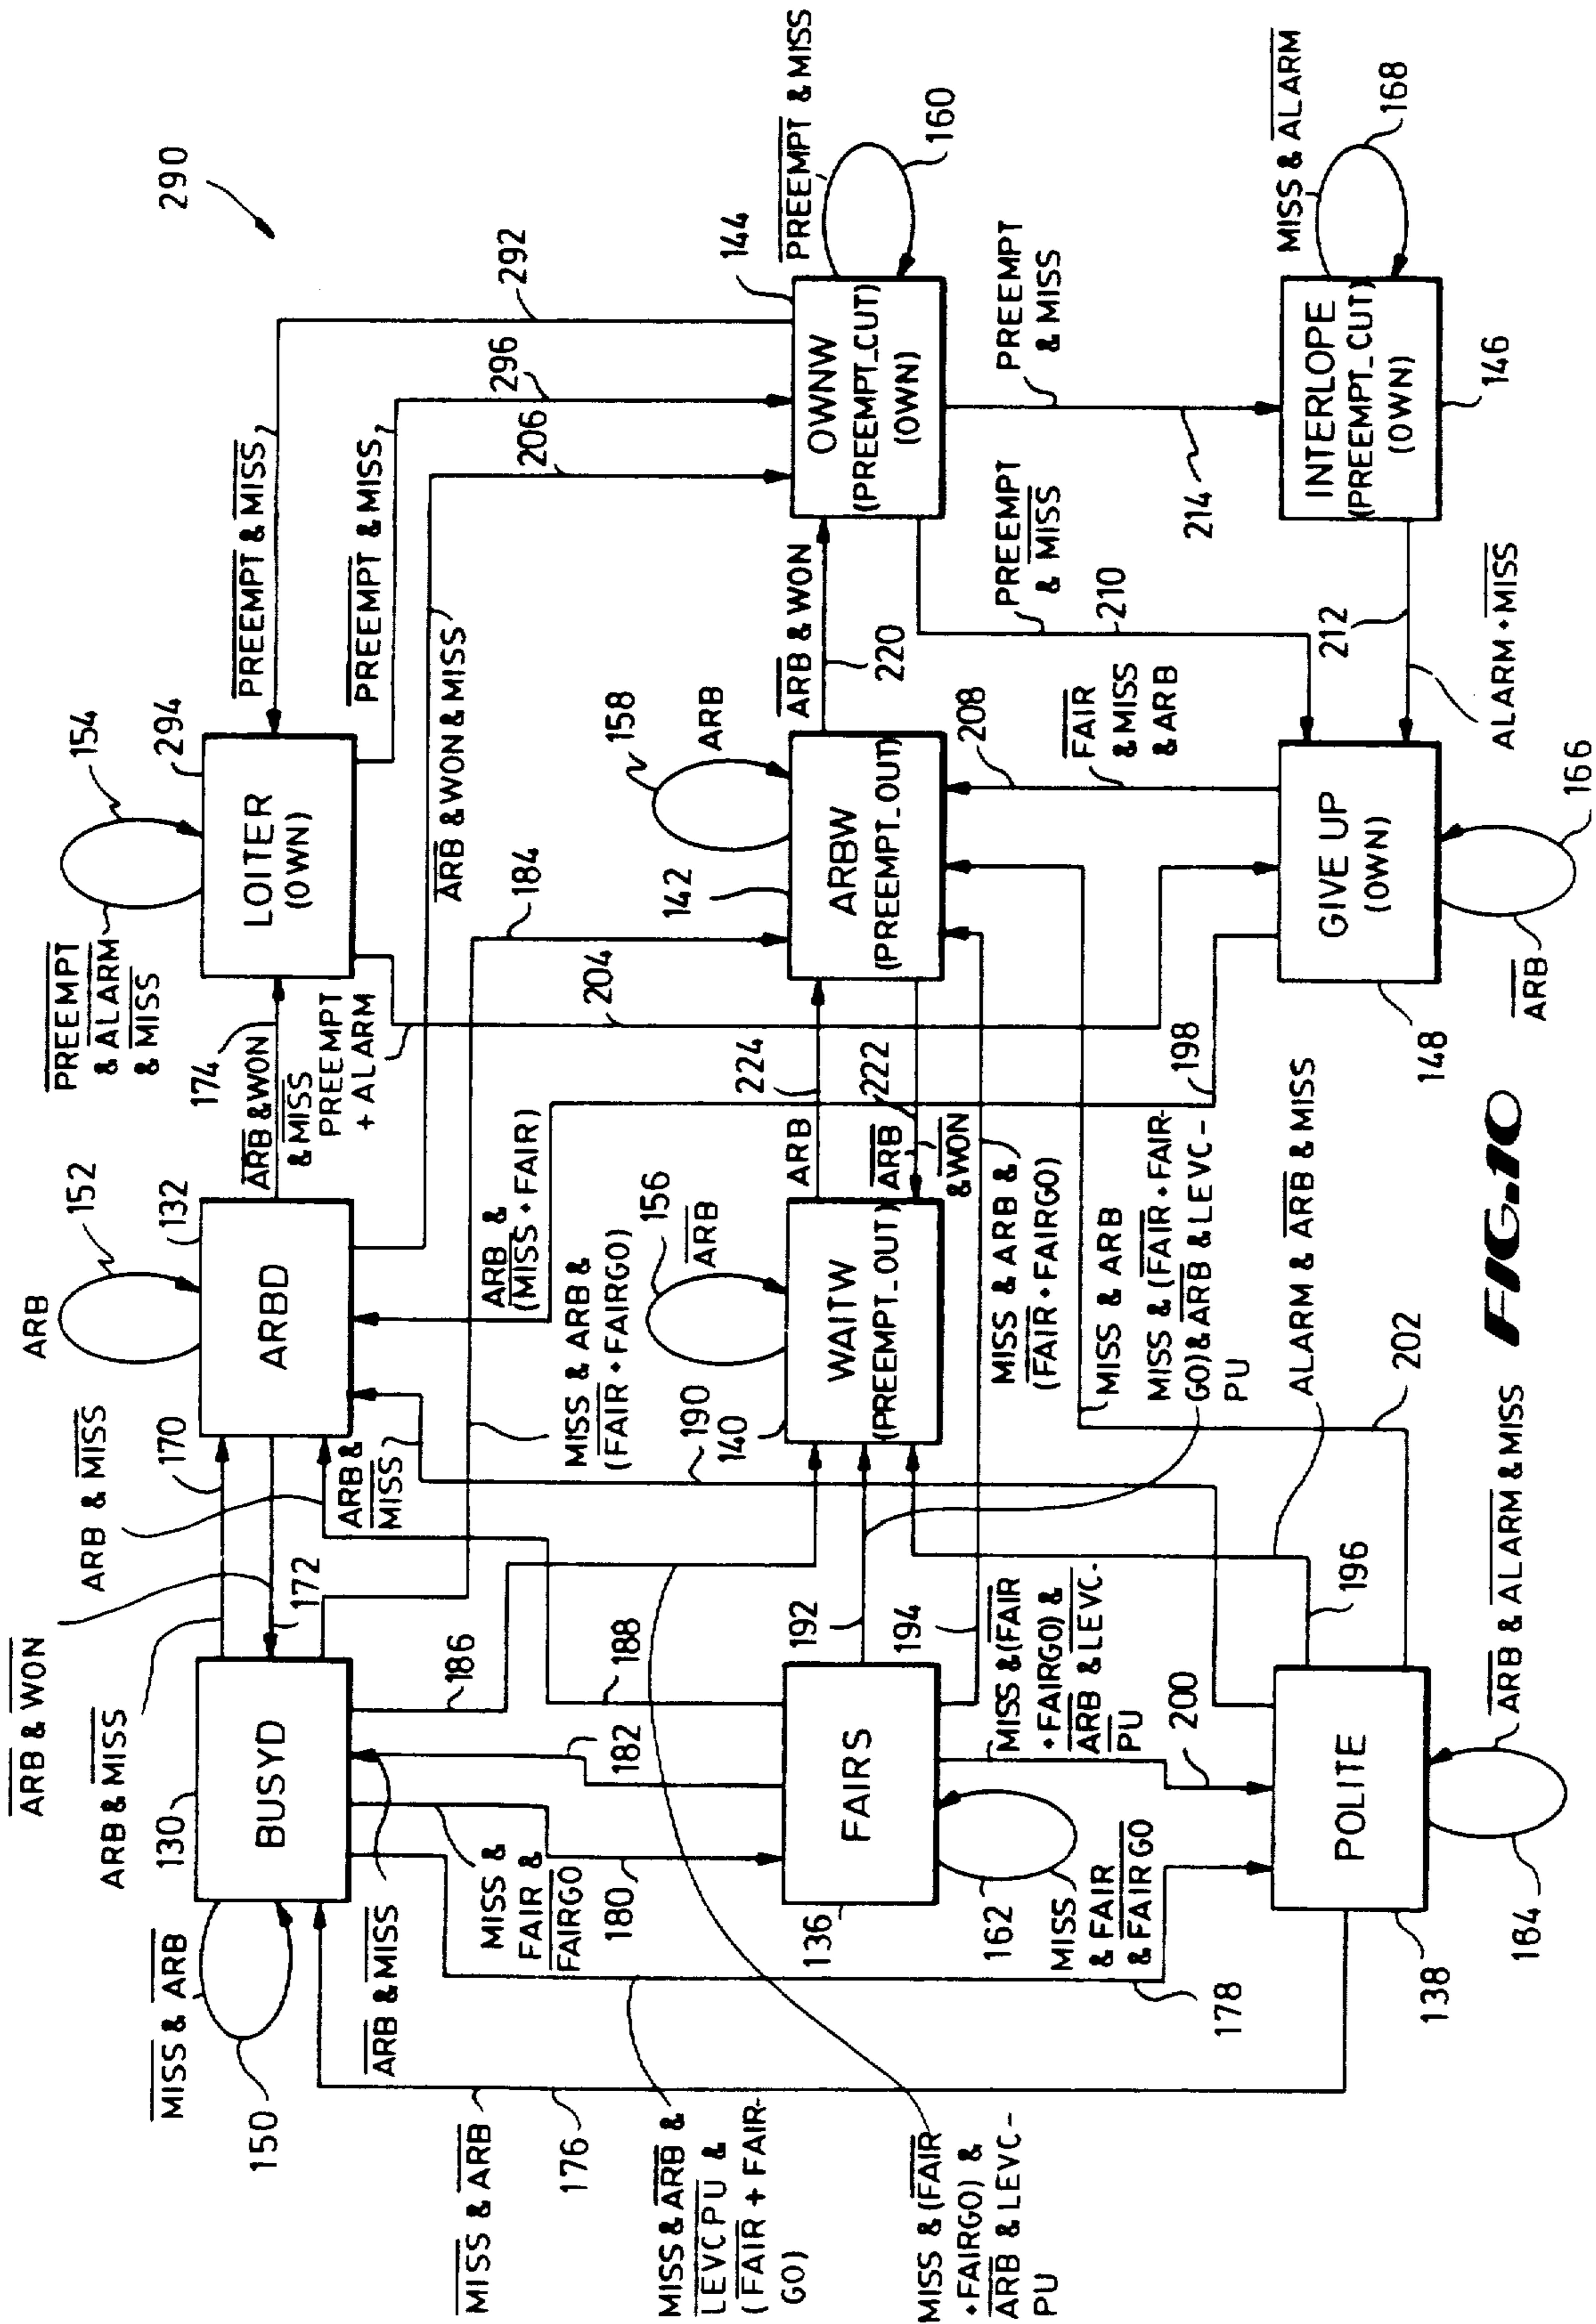 290
ARB & WON
ARB & MISS
ARB & MISS
ARB
152
132
ARBD
170
172
MISS & ARB
150
130
BUSYD
ARB & MISS
ARB & MISS
174
ARB & WON
& MISS
PREEMPT
& ALARM
& MISS
154
294
LOITER
(OWN)
PREEMPT & MISS
292
PREEMPT & MISS
296
PREEMPT
+ ALARM
ARB & WON & MISS
206
MISS & ARB
176
MISS & ARB &
LEVCPU &
(FAIR + FAIR-
GO)
MISS &
FAIR &
FAIRGO
180
182
186
188
MISS & ARB &
(FAIR + FAIRGO)
184
ARB &
(MISS + FAIR)
204
190
140
WAITW
(PREEMPT_OUT)
156
ARB
ARB
224
222
ARB
& WON
142
ARBW
(PREEMPT_OUT)
158
ARB
ARB & WON
220
144
OWNW
(PREEMPT_CUT)
(OWN)
PREEMPT & MISS
160
136
FAIRS
162
MISS
& FAIR
& FAIRGO
192
194
MISS & (FAIR
+ FAIRGO) &
ARB & LEVC-
PU
200
MISS & ARB &
(FAIR + FAIRGO)
MISS & ARB
MISS & (FAIR + FAIR-
GO) & ARB & LEVC-
PU
ALARM & ARB & MISS
198
208
FAIR
& MISS
& ARB
PREEMPT
& MISS
210
PREEMPT
& MISS
214
MISS & (FAIR
+ FAIRGO) &
ARB & LEVC-
PU
178
138
POLITE
164
ARB & ALARM & MISS
196
202
148
GIVE UP
(OWN)
ARB
166
212
ALARM + MISS
INTERLOPE
(PREEMPT_CUT)
(OWN)
146
MISS & ALARM
168
FIG.10